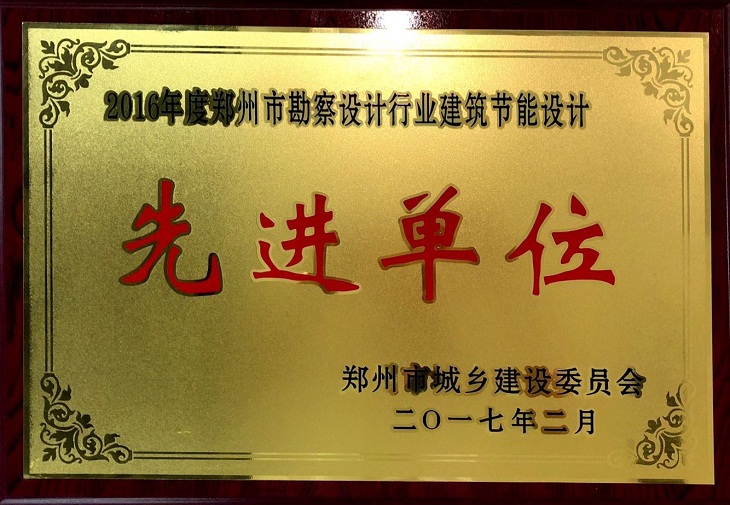 2016年度郑州市勘察设计行业建筑节能设计
先进单位
郑州市城乡建设委员会
二〇一七年二月